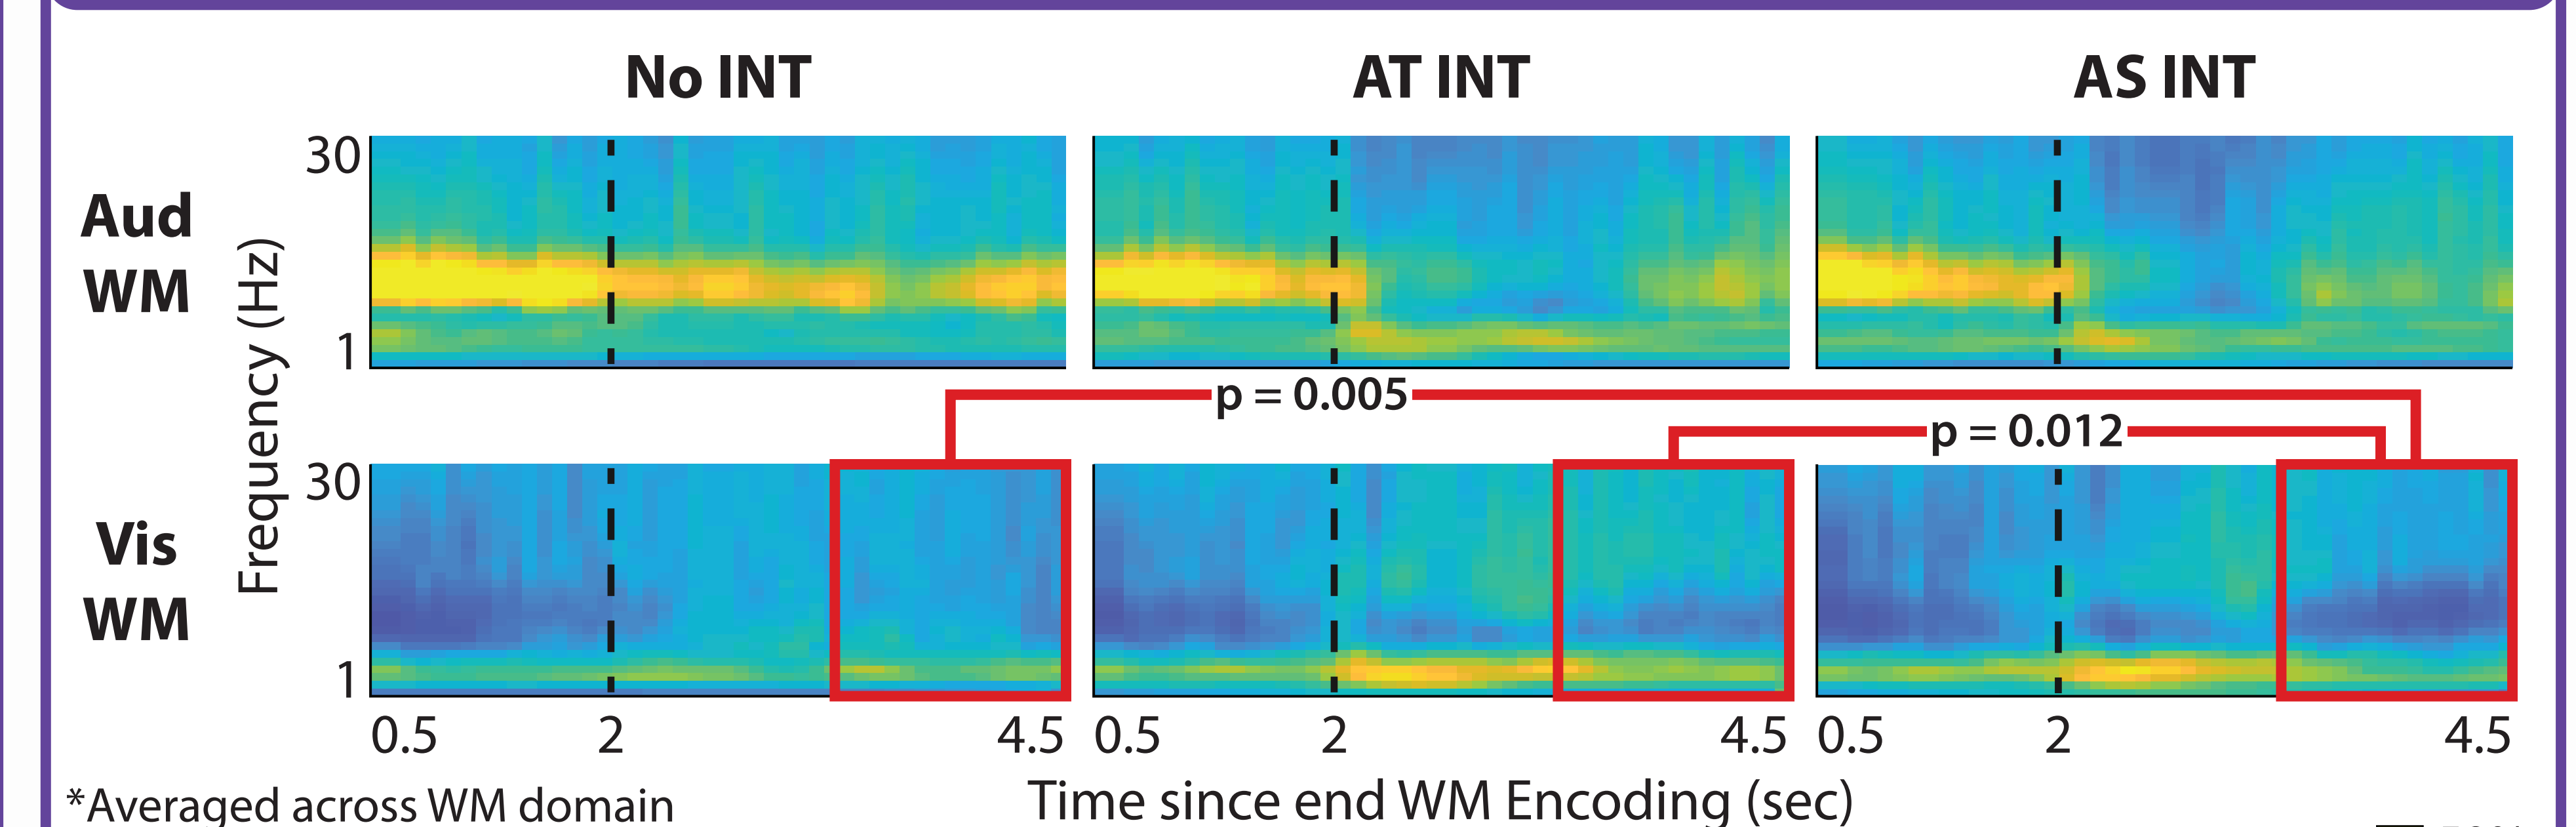 No INT
AT INT
AS INT
Aud
WM
Frequency (Hz)
30
1
p = 0.005
p = 0.012
Vis
WM
30
1
0.5 2 4.5 0.5 2 4.5 0.5 2 4.5
*Averaged across WM domain
Time since end WM Encoding (sec)